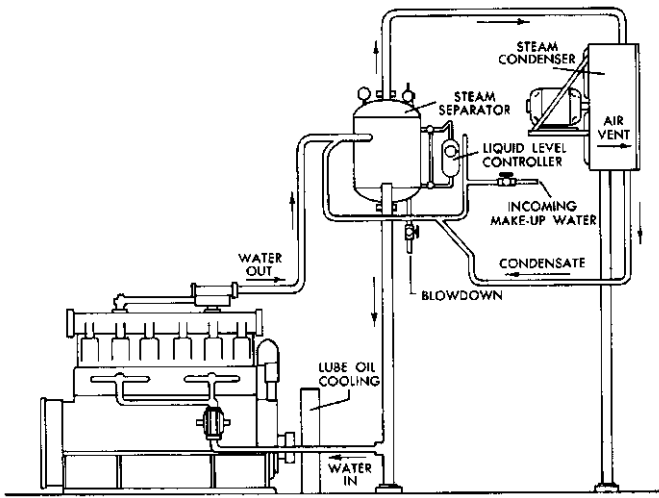 STEAM
CONDENSER
STEAM
SEPARATOR
AIR
VENT
LIQUID LEVEL
CONTROLLER
INCOMING
MAKE-UP WATER
WATER
OUT
CONDENSATE
BLOWDOWN
LUBE OIL
COOLING
WATER
IN